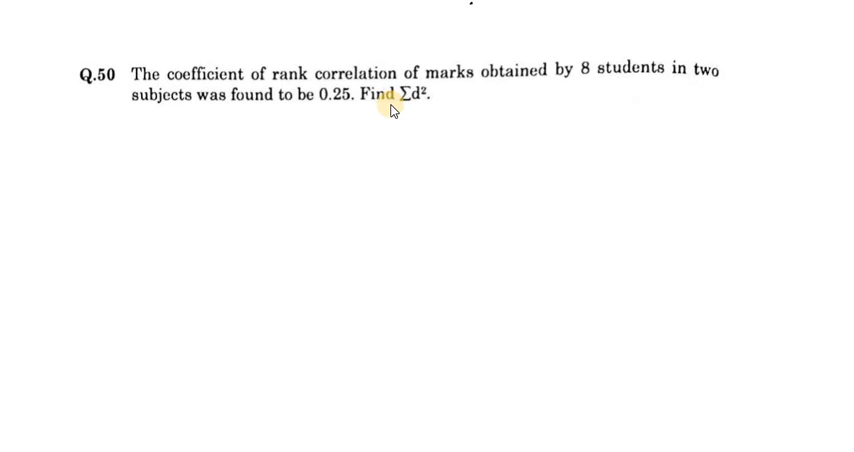 Q.50 The coefficient of rank correlation of marks obtained by 8 students in two
subjects was found to be 0.25. Find ∑d².